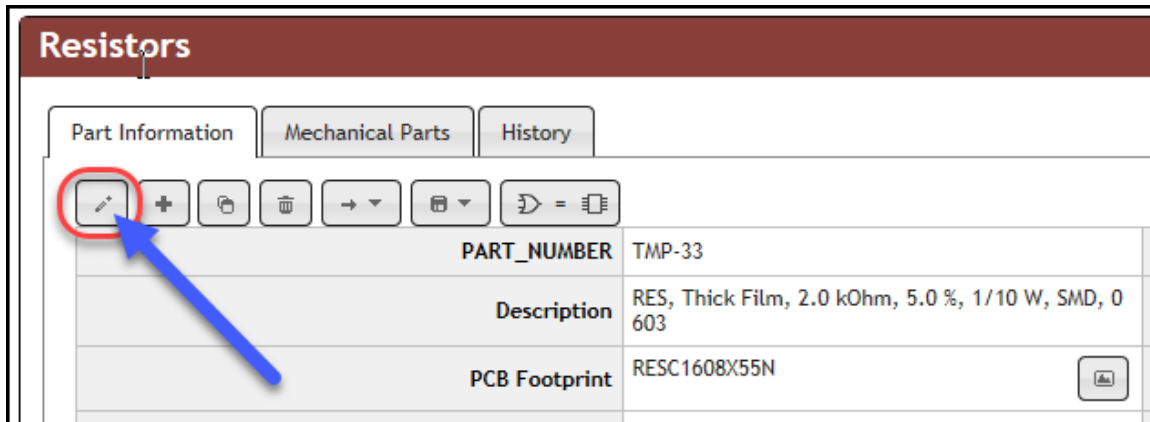 Resistors
Part Information
Mechanical Parts
History
=
PART_NUMBER
TMP-33
Description
RES, Thick Film, 2.0 kOhm, 5.0 %, 1/10 W, SMD, 0
603
PCB Footprint
RESC1608X55N